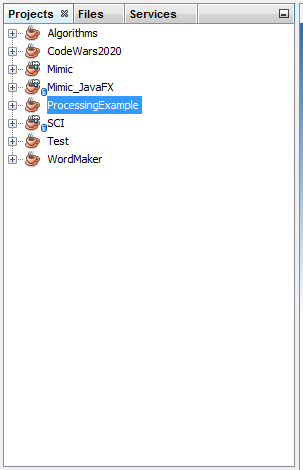 Projects Files Services
Algorithms
CodeWars2020
Mimic
Mimic_JavaFX
ProcessingExample
SCI
Test
WordMaker